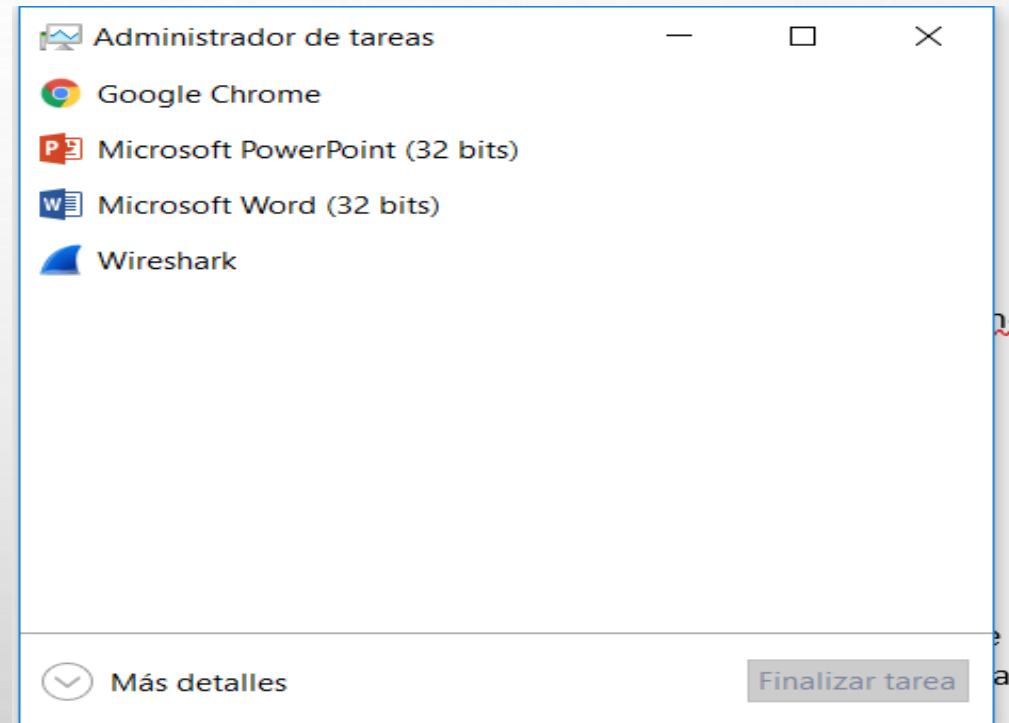 Administrador de tareas
Google Chrome
Microsoft PowerPoint (32 bits)
Microsoft Word (32 bits)
Wireshark
Más detalles
Finalizar tarea